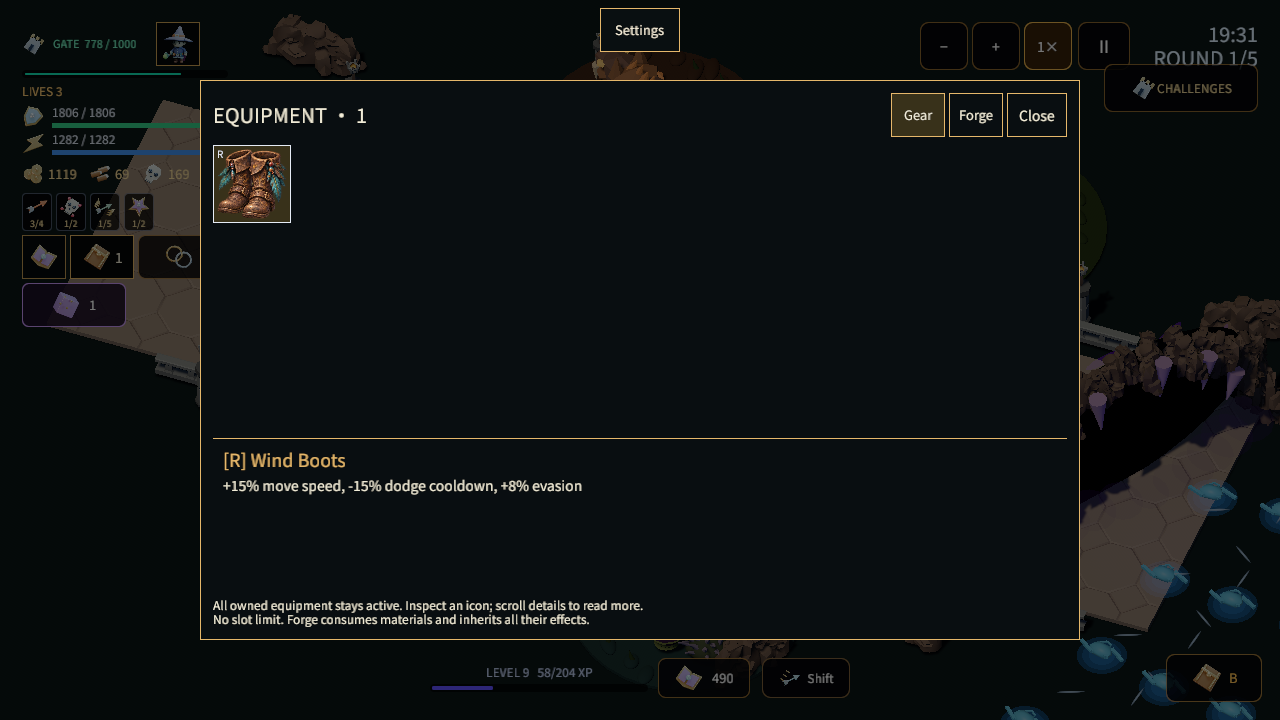 Settings
GATE 778 / 1000
− + 1× II
19:31
ROUND 1/5
CHALLENGES
LIVES 3
1806 / 1806
1282 / 1282
1119 69 169
3/4 1/2 1/5 1/2
1
1
EQUIPMENT • 1
Gear Forge Close
R
[R] Wind Boots
+15% move speed, -15% dodge cooldown, +8% evasion
All owned equipment stays active. Inspect an icon; scroll details to read more.
No slot limit. Forge consumes materials and inherits all their effects.
LEVEL 9 58/204 XP
490
Shift
B